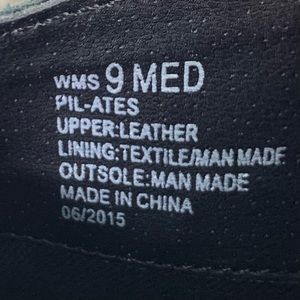 WMS 9 MED
PIL-ATES
UPPER:LEATHER
LINING:TEXTILE/MAN MADE
OUTSOLE:MAN MADE
MADE IN CHINA
06/2015